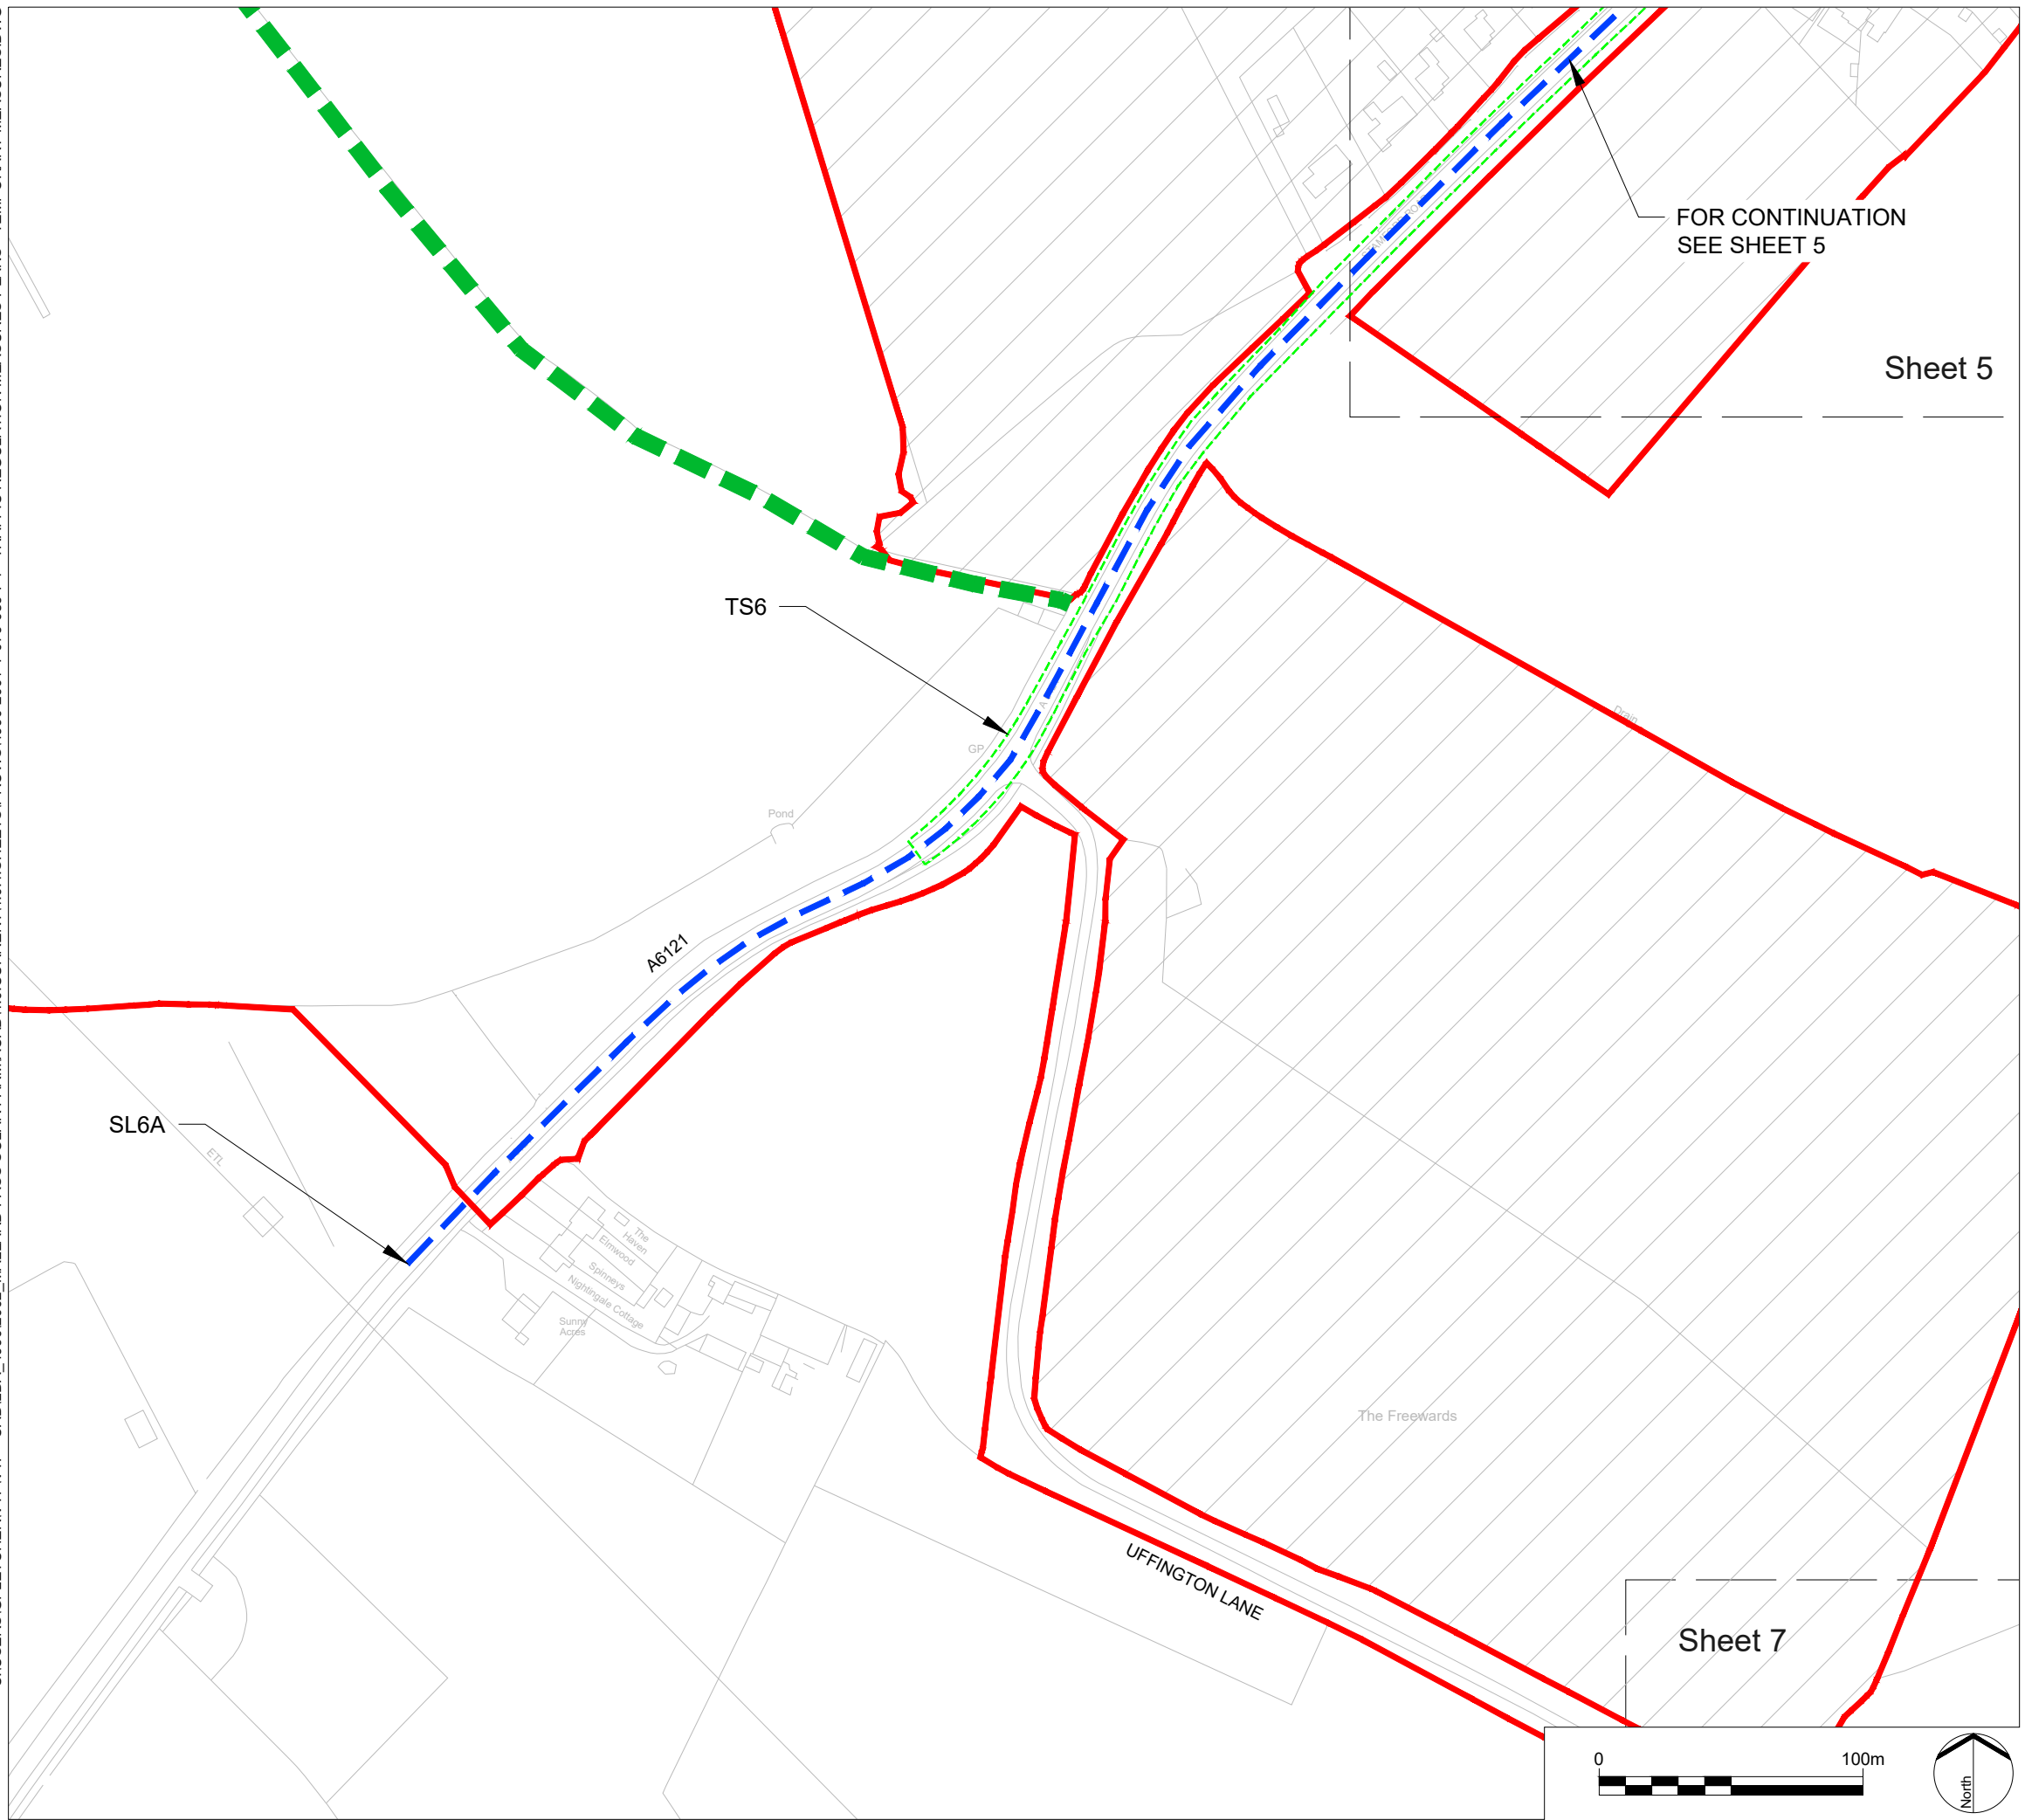 FOR CONTINUATION
SEE SHEET 5
Sheet 5
TS6
Drain
GP
A
Pond
A6121
SL6A
ETL
The
Haven
Elmwood
Spinneys
Nightingale Cottage
Sunny
Acres
The Freewards
UFFINGTON LANE
Sheet 7
0
100m
North